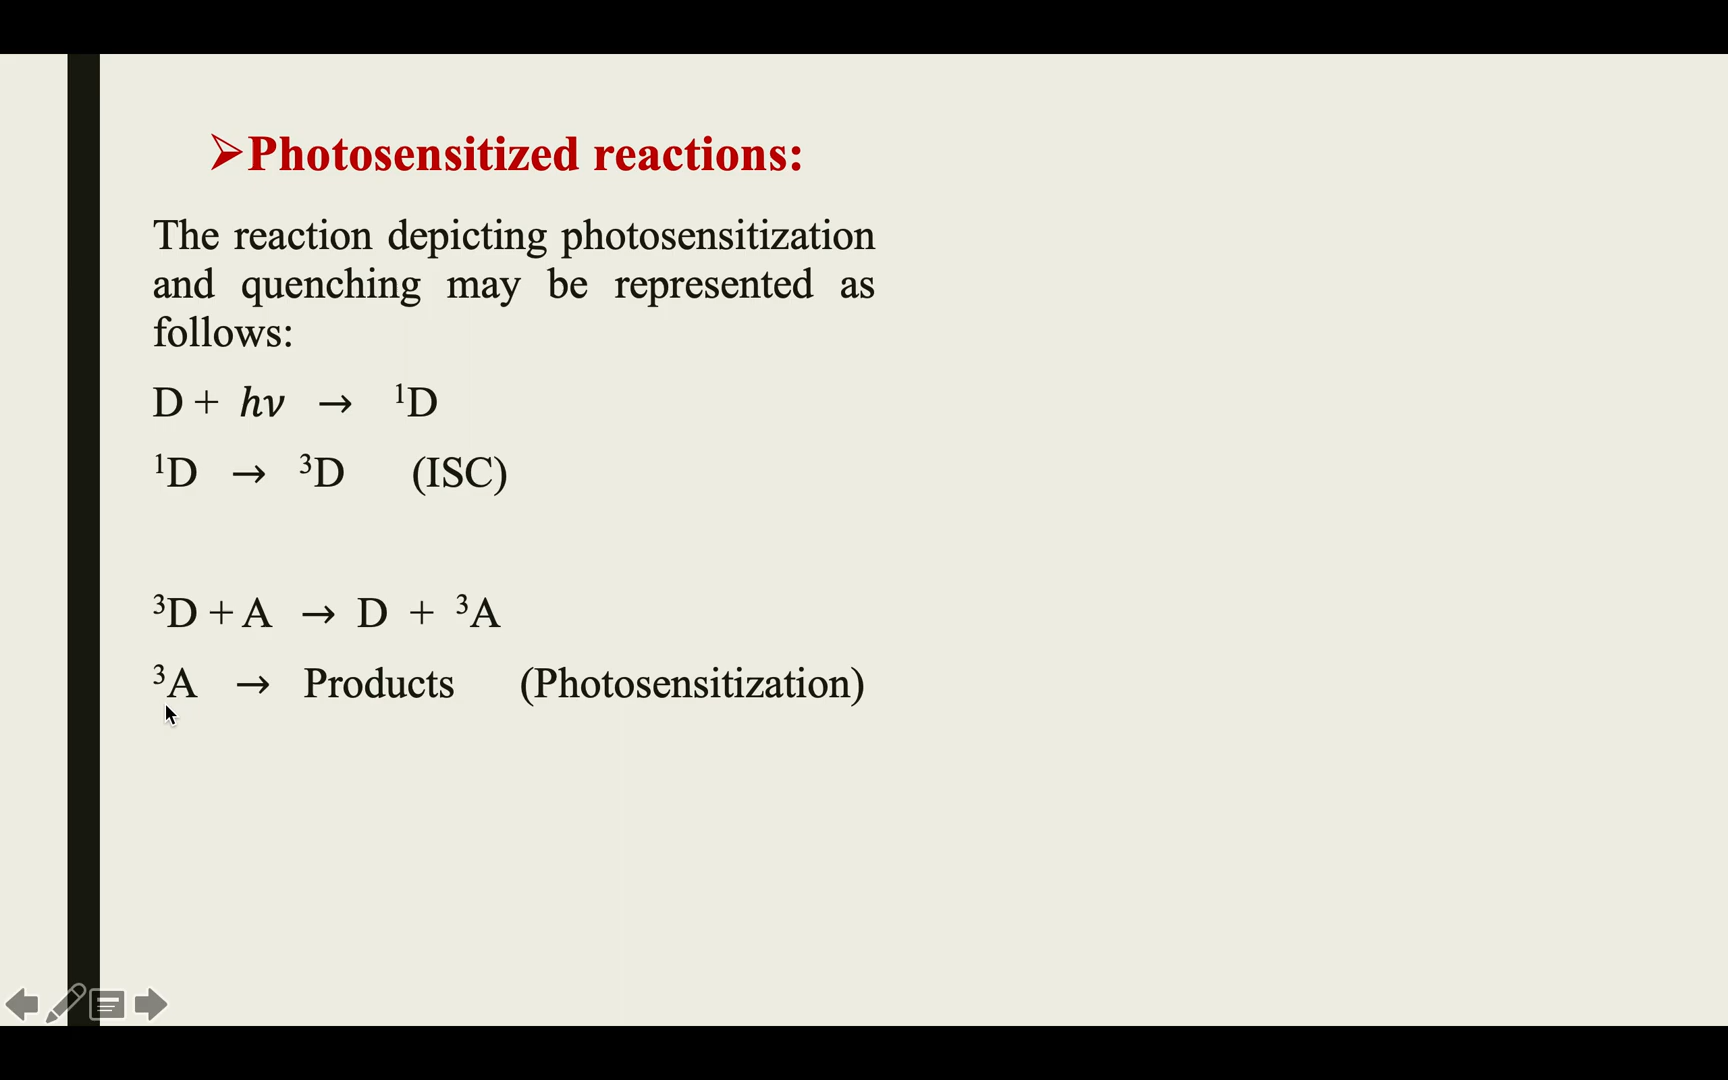 ➢Photosensitized reactions:
The reaction depicting photosensitization
and quenching may be represented as
follows:
D + hν → ¹D
¹D → ³D (ISC)
³D + A → D + ³A
³A → Products (Photosensitization)